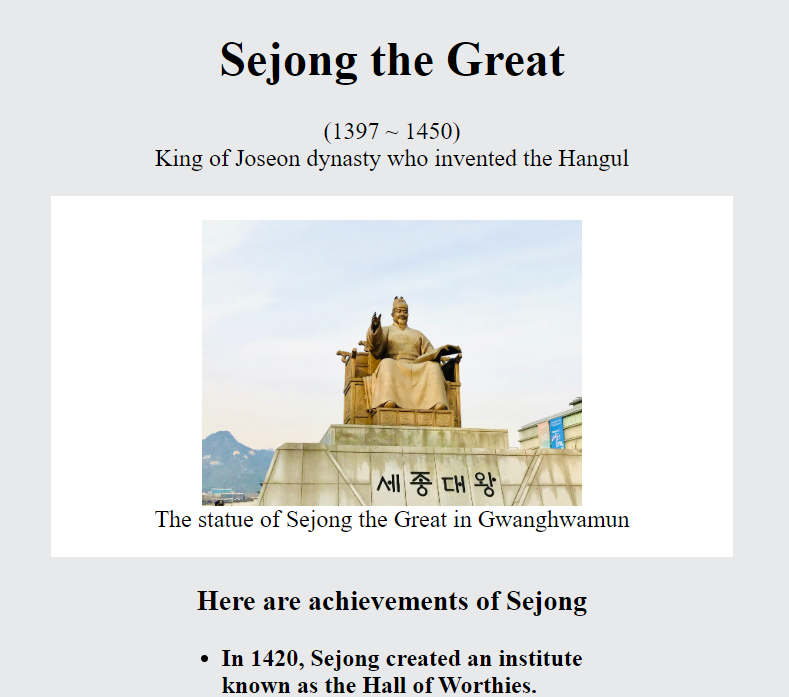 Sejong the Great
(1397 ~ 1450)
King of Joseon dynasty who invented the Hangul
세종대왕
The statue of Sejong the Great in Gwanghwamun
Here are achievements of Sejong
• In 1420, Sejong created an institute
known as the Hall of Worthies.